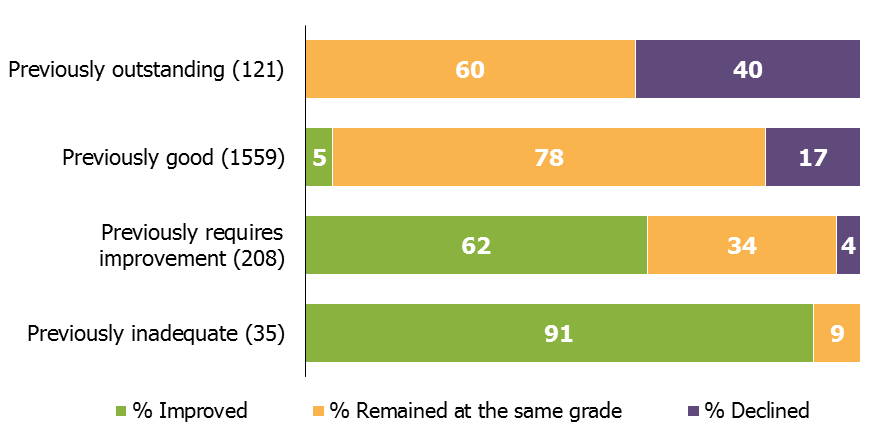 Previously outstanding (121)
60
40
Previously good (1559)
5
78
17
Previously requires
improvement (208)
62
34
4
Previously inadequate (35)
91
9
% Improved
% Remained at the same grade
% Declined